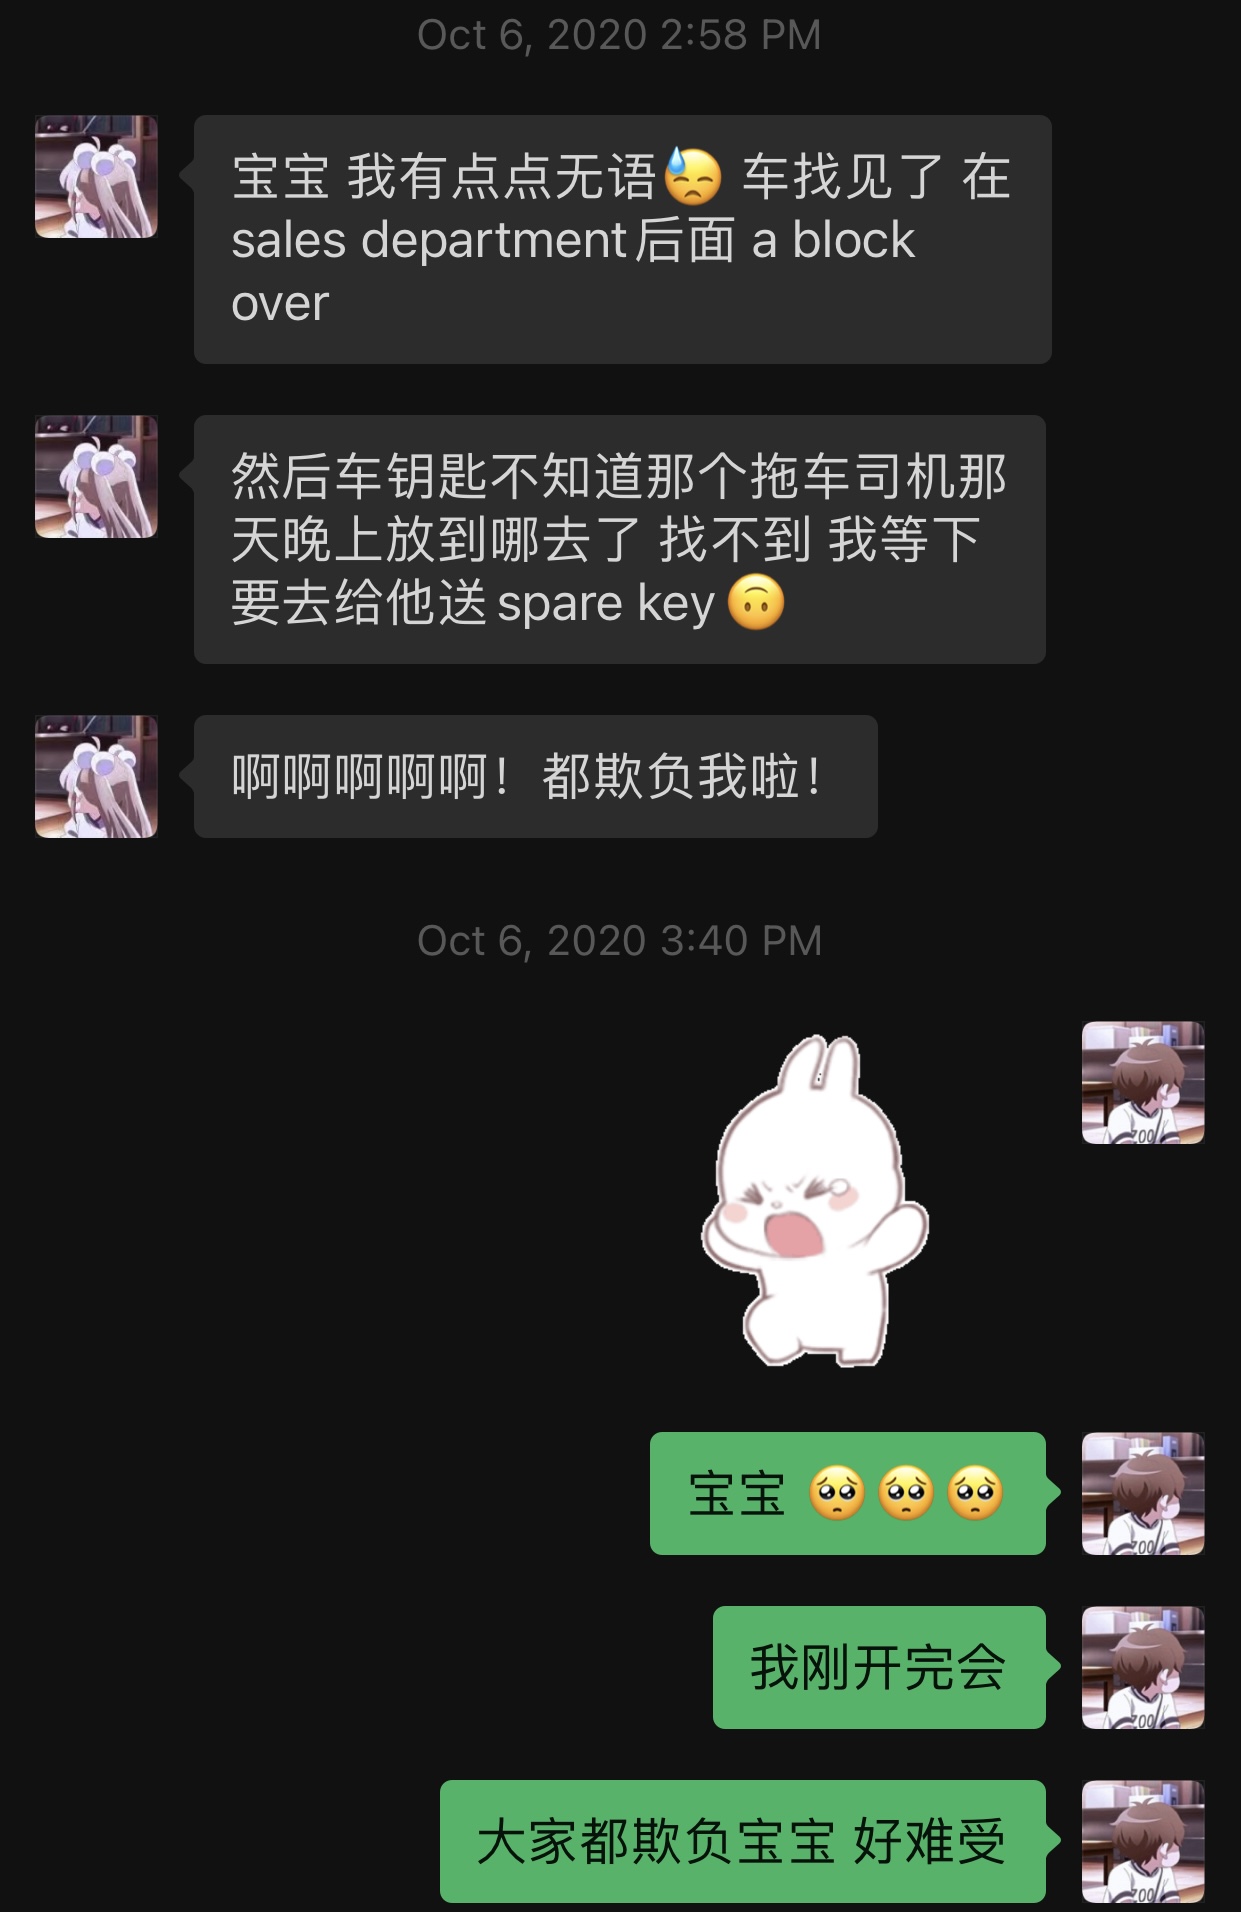 Oct 6, 2020 2:58 PM
宝宝 我有点点无语😓 车找见了 在
sales department后面 a block
over
然后车钥匙不知道那个拖车司机那
天晚上放到哪去了 找不到 我等下
要去给他送spare key🙃
啊啊啊啊啊！都欺负我啦！
Oct 6, 2020 3:40 PM
宝宝 🥺🥺🥺
我刚开完会
大家都欺负宝宝 好难受